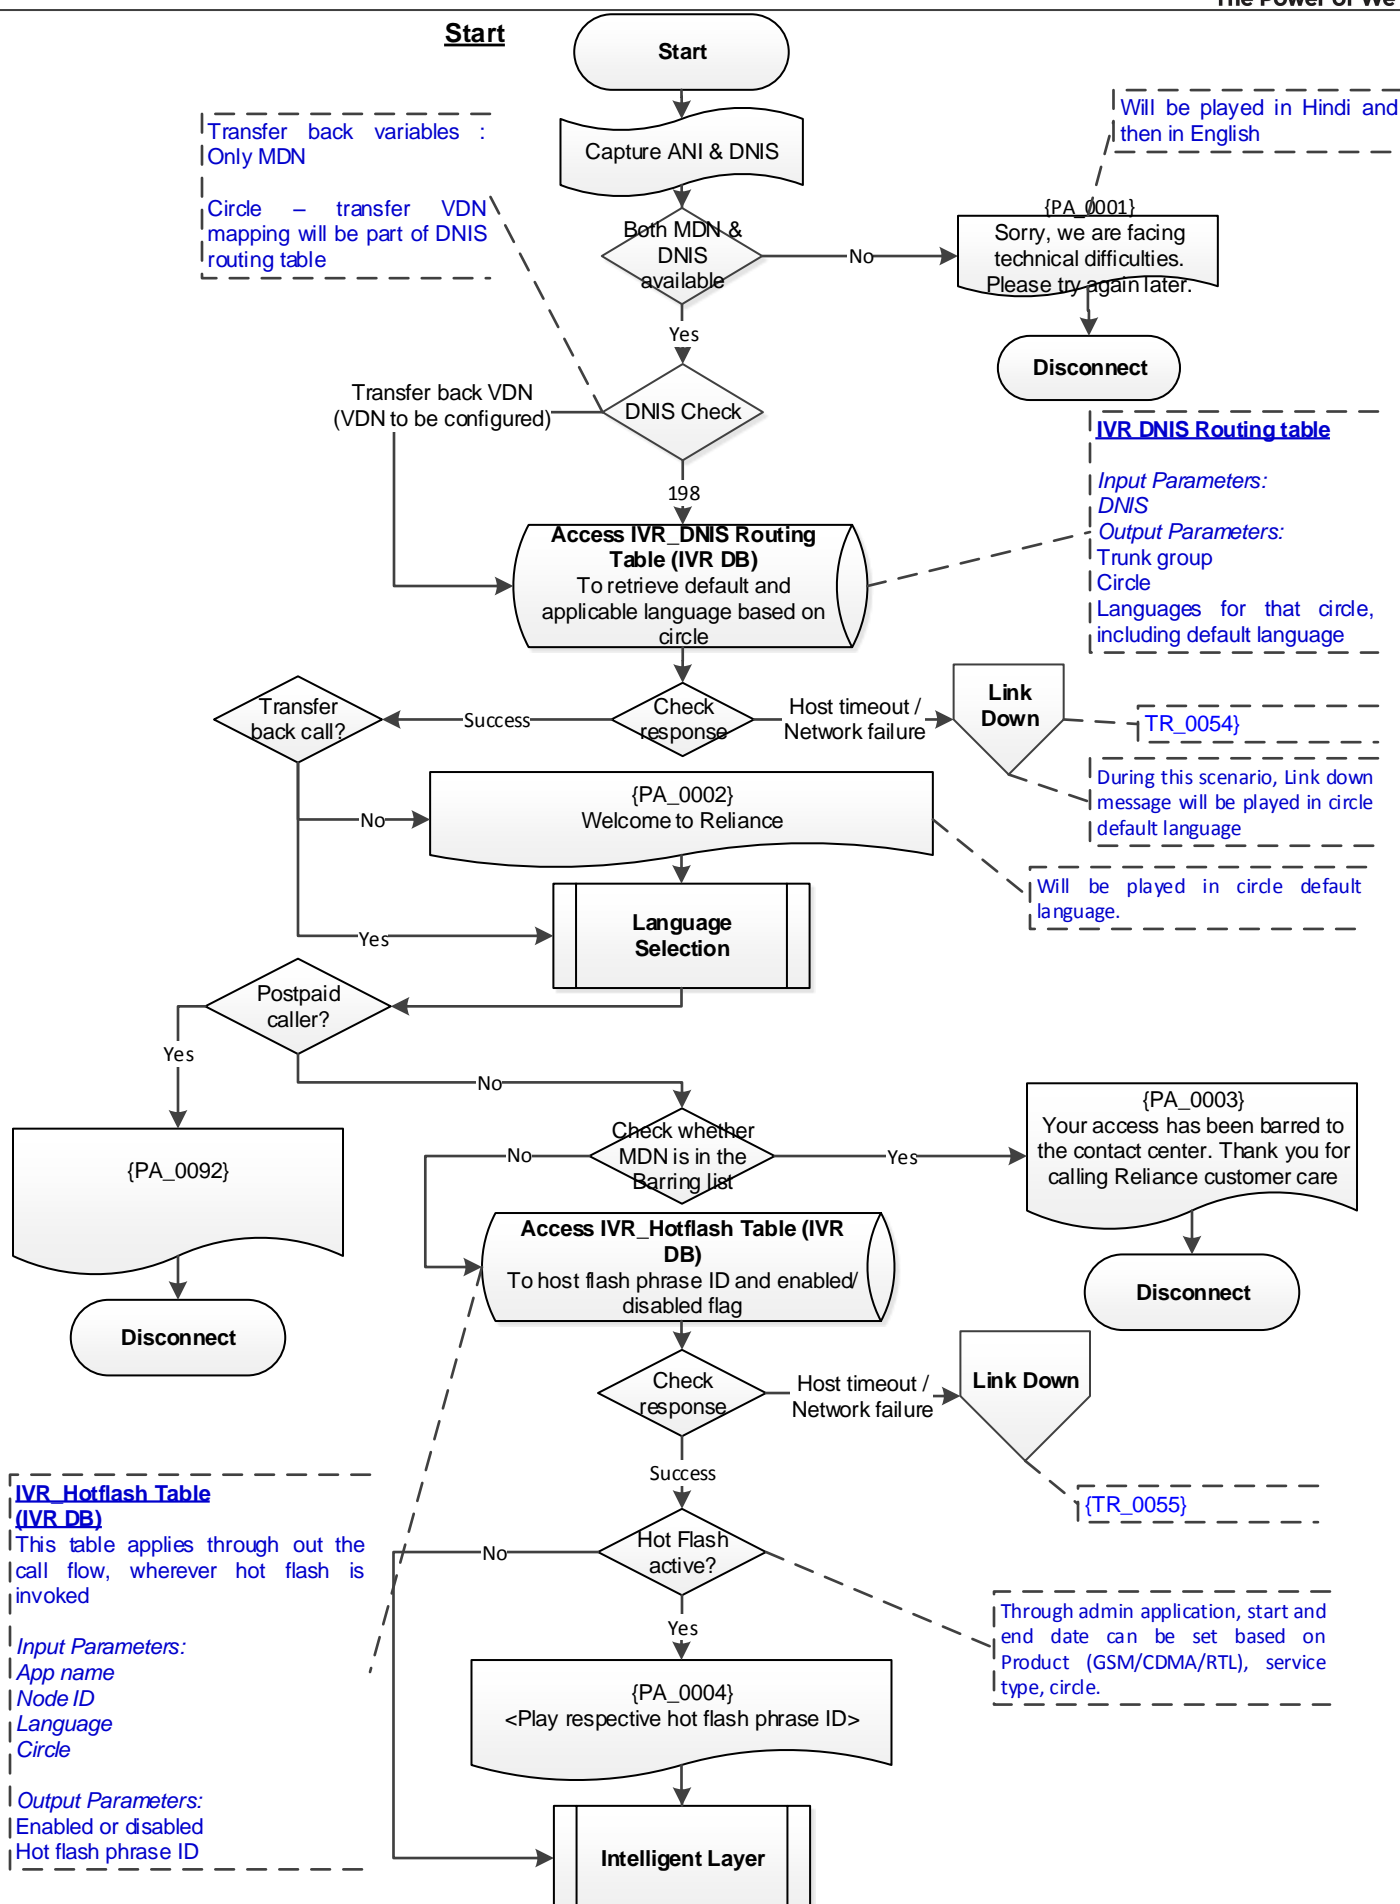 The Power of We
Start
Start
Transfer back variables :
Only MDN
Circle – transfer VDN
mapping will be part of DNIS
routing table
Capture ANI & DNIS
Will be played in Hindi and
then in English
Both MDN &
DNIS
available
No
{PA_0001}
Sorry, we are facing
technical difficulties.
Please try again later.
Yes
Disconnect
Transfer back VDN
(VDN to be configured)
DNIS Check
198
IVR DNIS Routing table
Input Parameters:
DNIS
Output Parameters:
Trunk group
Circle
Languages for that circle,
including default language
Access IVR_DNIS Routing
Table (IVR DB)
To retrieve default and
applicable language based on
circle
Transfer
back call?
Success
Check
response
Host timeout /
Network failure
Link
Down
TR_0054}
During this scenario, Link down
message will be played in circle
default language
No
{PA_0002}
Welcome to Reliance
Will be played in circle default
language.
Yes
Language
Selection
Postpaid
caller?
Yes
No
{PA_0092}
Disconnect
No
Check whether
MDN is in the
Barring list
Yes
{PA_0003}
Your access has been barred to
the contact center. Thank you for
calling Reliance customer care
Disconnect
Access IVR_Hotflash Table (IVR
DB)
To host flash phrase ID and enabled/
disabled flag
Check
response
Host timeout /
Network failure
Link Down
{TR_0055}
Success
IVR_Hotflash Table
(IVR DB)
This table applies through out the
call flow, wherever hot flash is
invoked
Input Parameters:
App name
Node ID
Language
Circle
Output Parameters:
Enabled or disabled
Hot flash phrase ID
No
Hot Flash
active?
Yes
Through admin application, start and
end date can be set based on
Product (GSM/CDMA/RTL), service
type, circle.
{PA_0004}
<Play respective hot flash phrase ID>
Intelligent Layer